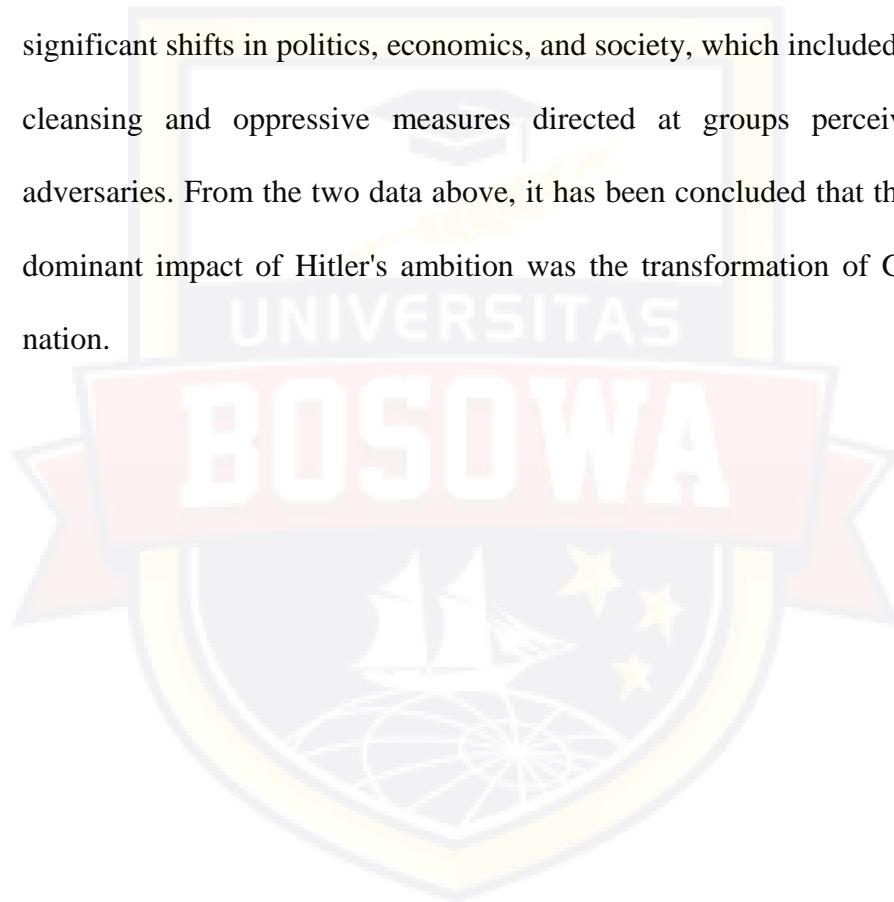 significant shifts in politics, economics, and society, which included
cleansing and oppressive measures directed at groups
adversaries. From the two data above, it has been concluded that
dominant impact of Hitler's ambition was the transformation of
nation.
UNIVERSITAS
BOSOWA